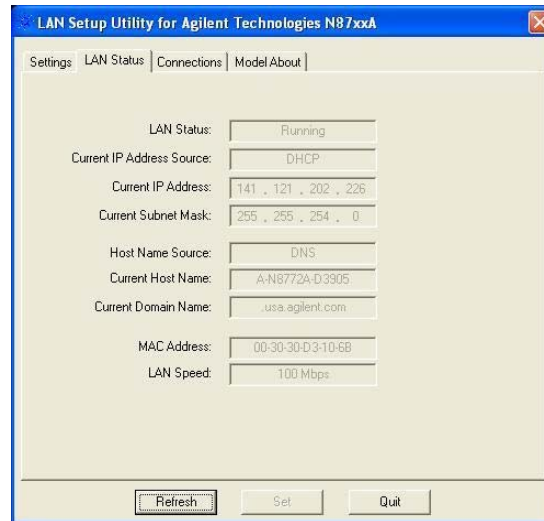 LAN Setup Utility for Agilent Technologies N87xxA
Settings LAN Status Connections Model About
LAN Status: Running
Current IP Address Source: DHCP
Current IP Address: 141 . 121 . 202 . 226
Current Subnet Mask: 255 . 255 . 254 . 0
Host Name Source: DNS
Current Host Name: A-N8772A-D3905
Current Domain Name: .usa.agilent.com
MAC Address: 00-30-30-D3-10-6B
LAN Speed: 100 Mbps
Refresh Set Quit